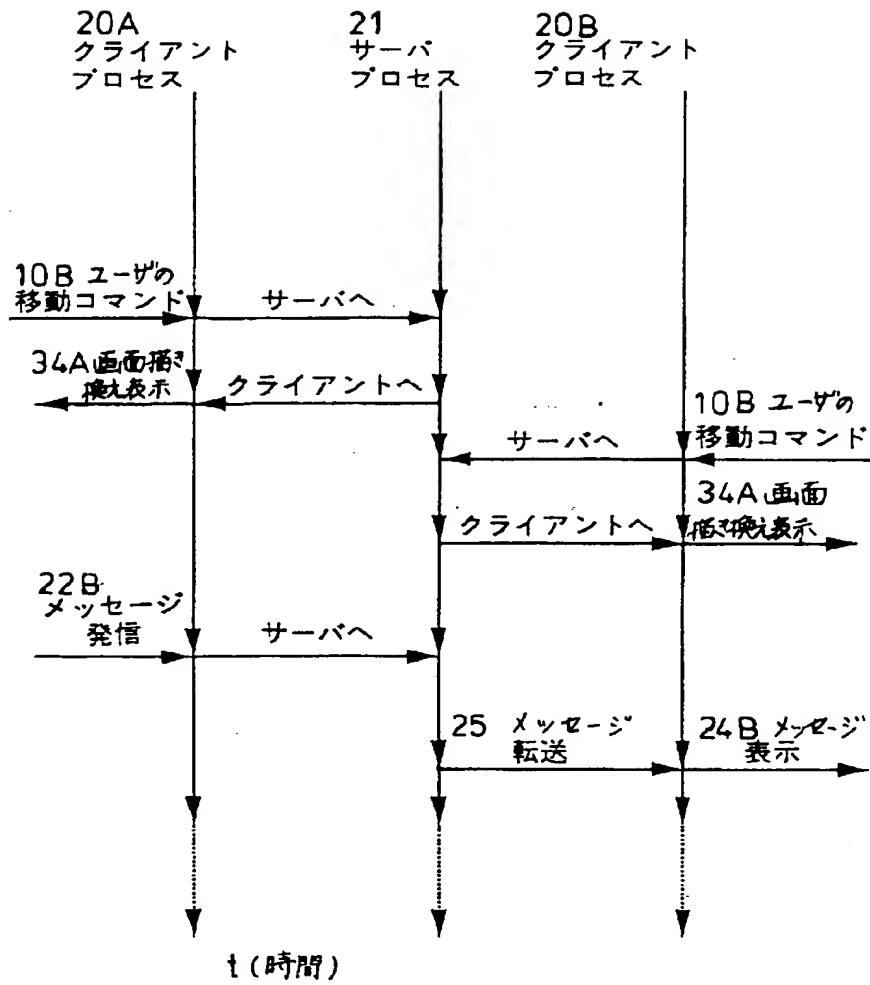 20A
クライアント
プロセス
21
サーバ
プロセス
20B
クライアント
プロセス
10B ユーザの
移動コマンド
サーバへ
34A 画面描き
換え表示
クライアントへ
10B ユーザの
移動コマンド
サーバへ
34A 画面
描き換え表示
クライアントへ
22B
メッセージ
発信
サーバへ
25 メッセージ
転送
24B メッセージ
表示
t (時間)